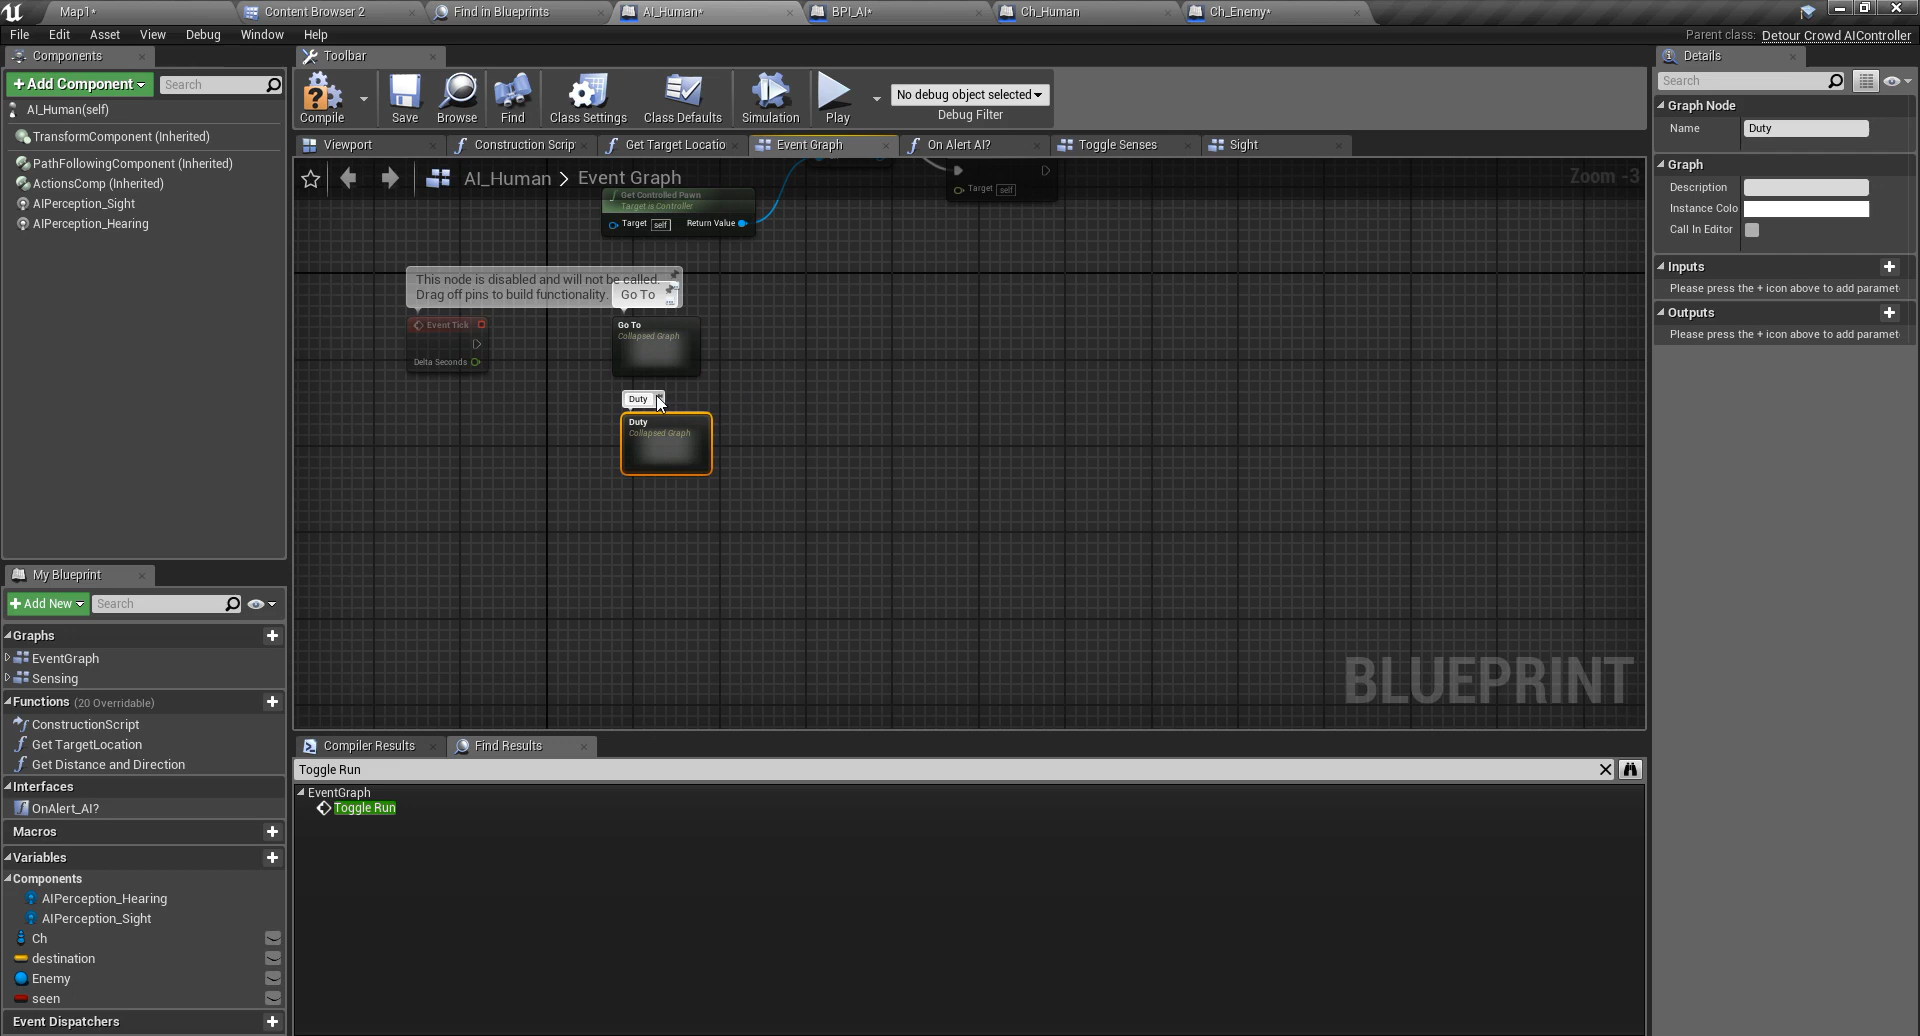 Map1*
Content Browser 2
Find in Blueprints
AI_Human*
BPI_AI*
Ch_Human
Ch_Enemy*
File Edit Asset View Debug Window Help
Parent class: Detour Crowd AIController
Components
Toolbar
Details
+ Add Component
Search
AI_Human(self)
TransformComponent (Inherited)
PathFollowingComponent (Inherited)
ActionsComp (Inherited)
AIPerception_Sight
AIPerception_Hearing
Compile
Save
Browse
Find
Class Settings
Class Defaults
Simulation
Play
No debug object selected
Debug Filter
Viewport
Construction Scrip
Get Target Locatio
Event Graph
On Alert AI?
Toggle Senses
Sight
AI_Human > Event Graph
Zoom -3
Get Controlled Pawn
Target is Controller
Target self Return Value
Target self
This node is disabled and will not be called.
Drag off pins to build functionality.
Go To
Event Tick
Delta Seconds
Go To
Collapsed Graph
Duty
Duty
Collapsed Graph
BLUEPRINT
Search
Graph Node
Name Duty
Graph
Description
Instance Colo
Call In Editor
Inputs
Please press the + icon above to add paramet
Outputs
Please press the + icon above to add paramet
My Blueprint
+ Add New
Search
Graphs
EventGraph
Sensing
Functions (20 Overridable)
ConstructionScript
Get TargetLocation
Get Distance and Direction
Interfaces
OnAlert_AI?
Macros
Variables
Components
AIPerception_Hearing
AIPerception_Sight
Ch
destination
Enemy
seen
Event Dispatchers
Compiler Results
Find Results
Toggle Run
EventGraph
Toggle Run